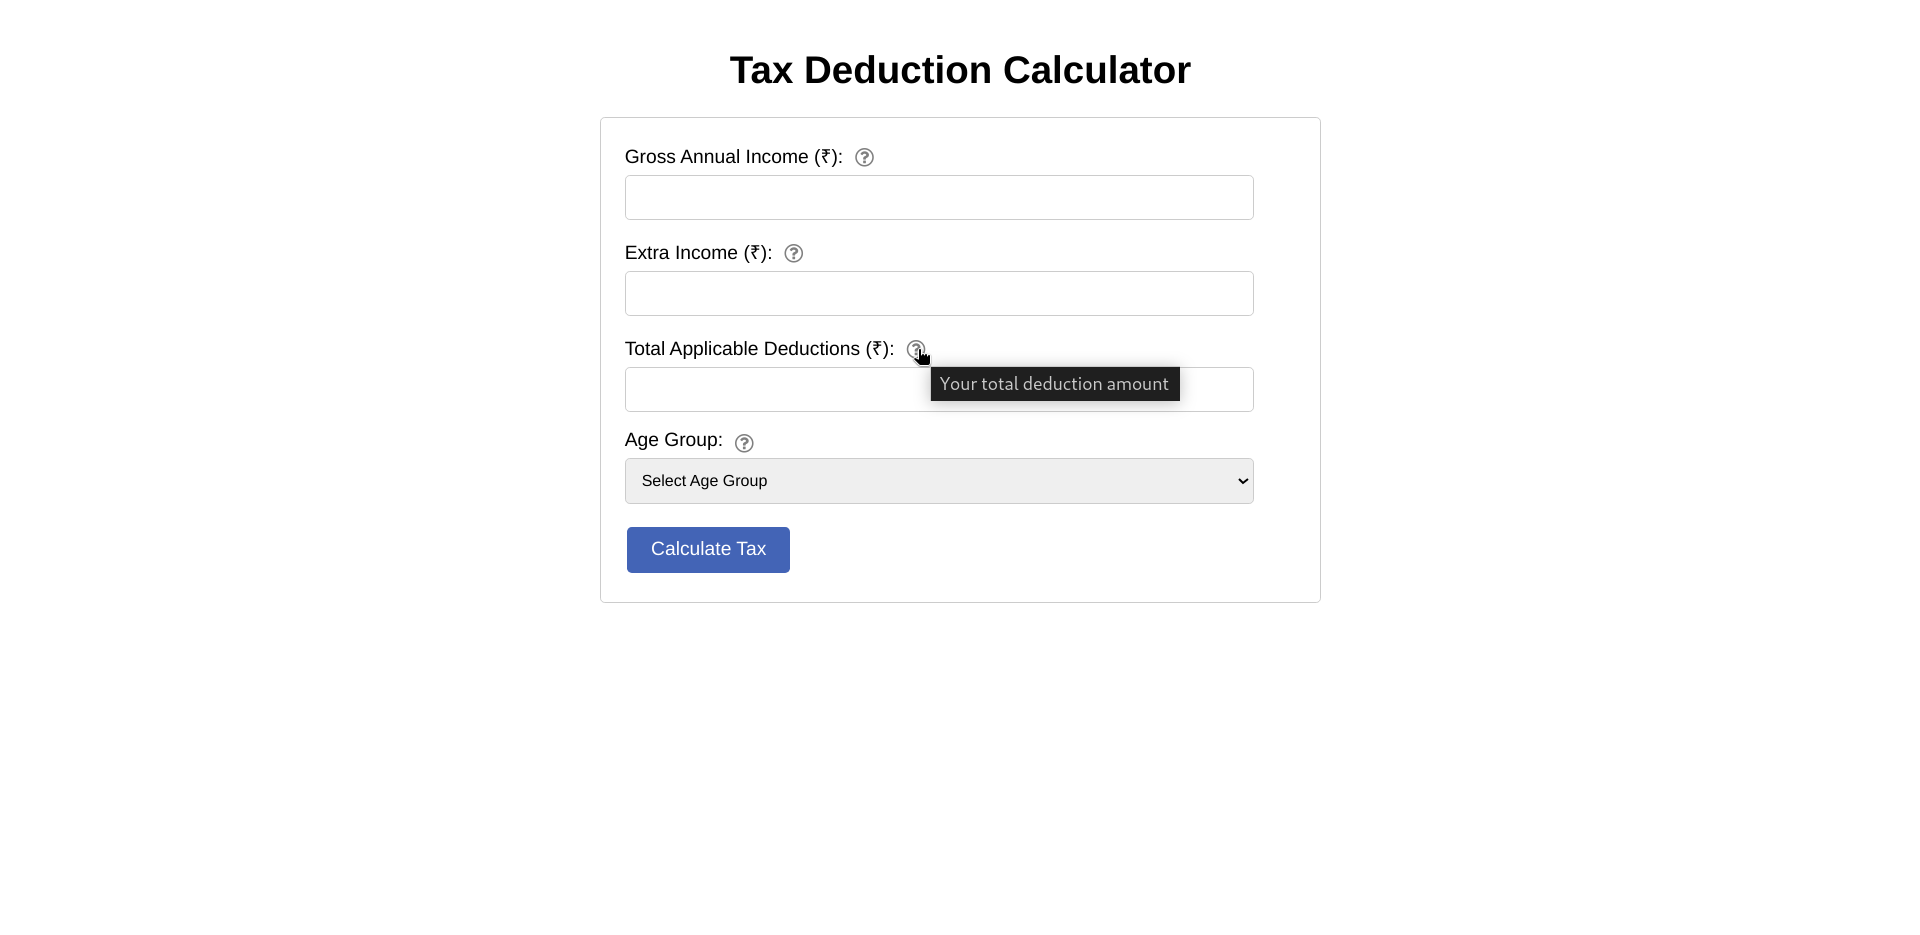 Tax Deduction Calculator
Gross Annual Income (₹): ?
Extra Income (₹): ?
Total Applicable Deductions (₹): ?
Your total deduction amount
Age Group: ?
Select Age Group
Calculate Tax